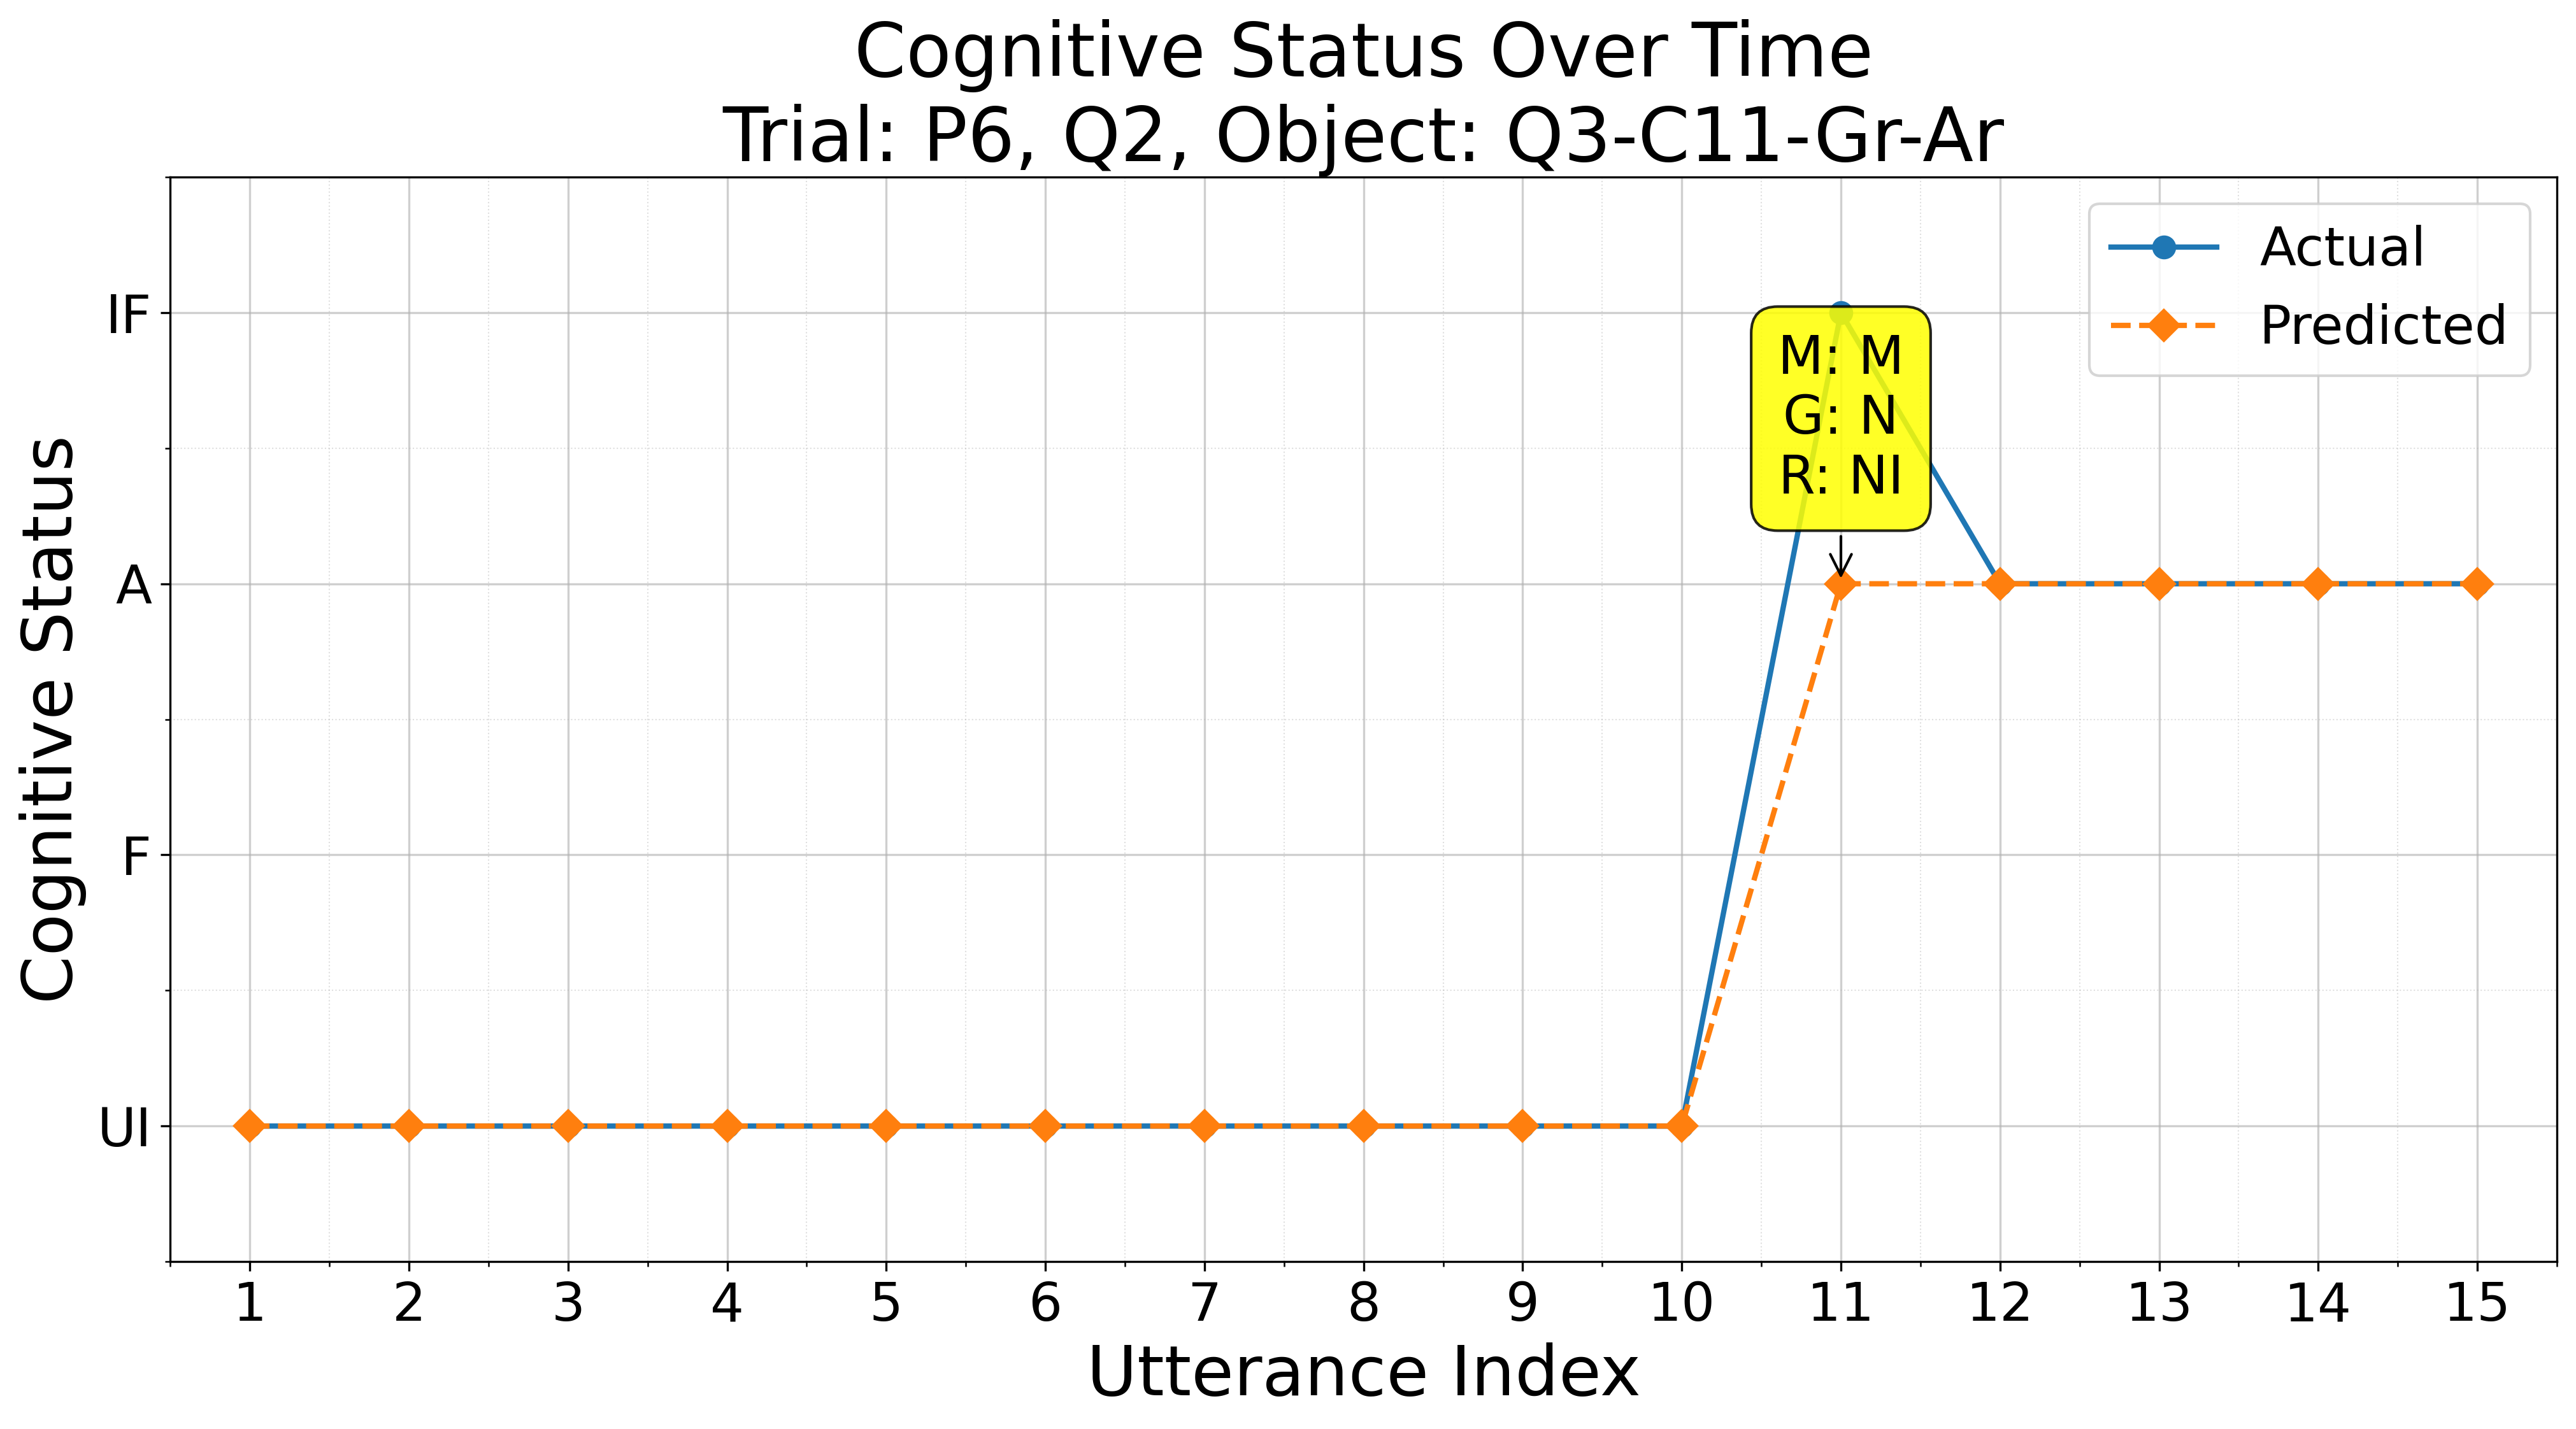 Cognitive Status Over Time
Trial: P6, Q2, Object: Q3-C11-Gr-Ar
Actual
Predicted
M: M
G: N
R: NI
Cognitive Status
IF
A
F
UI
1 2 3 4 5 6 7 8 9 10 11 12 13 14 15
Utterance Index